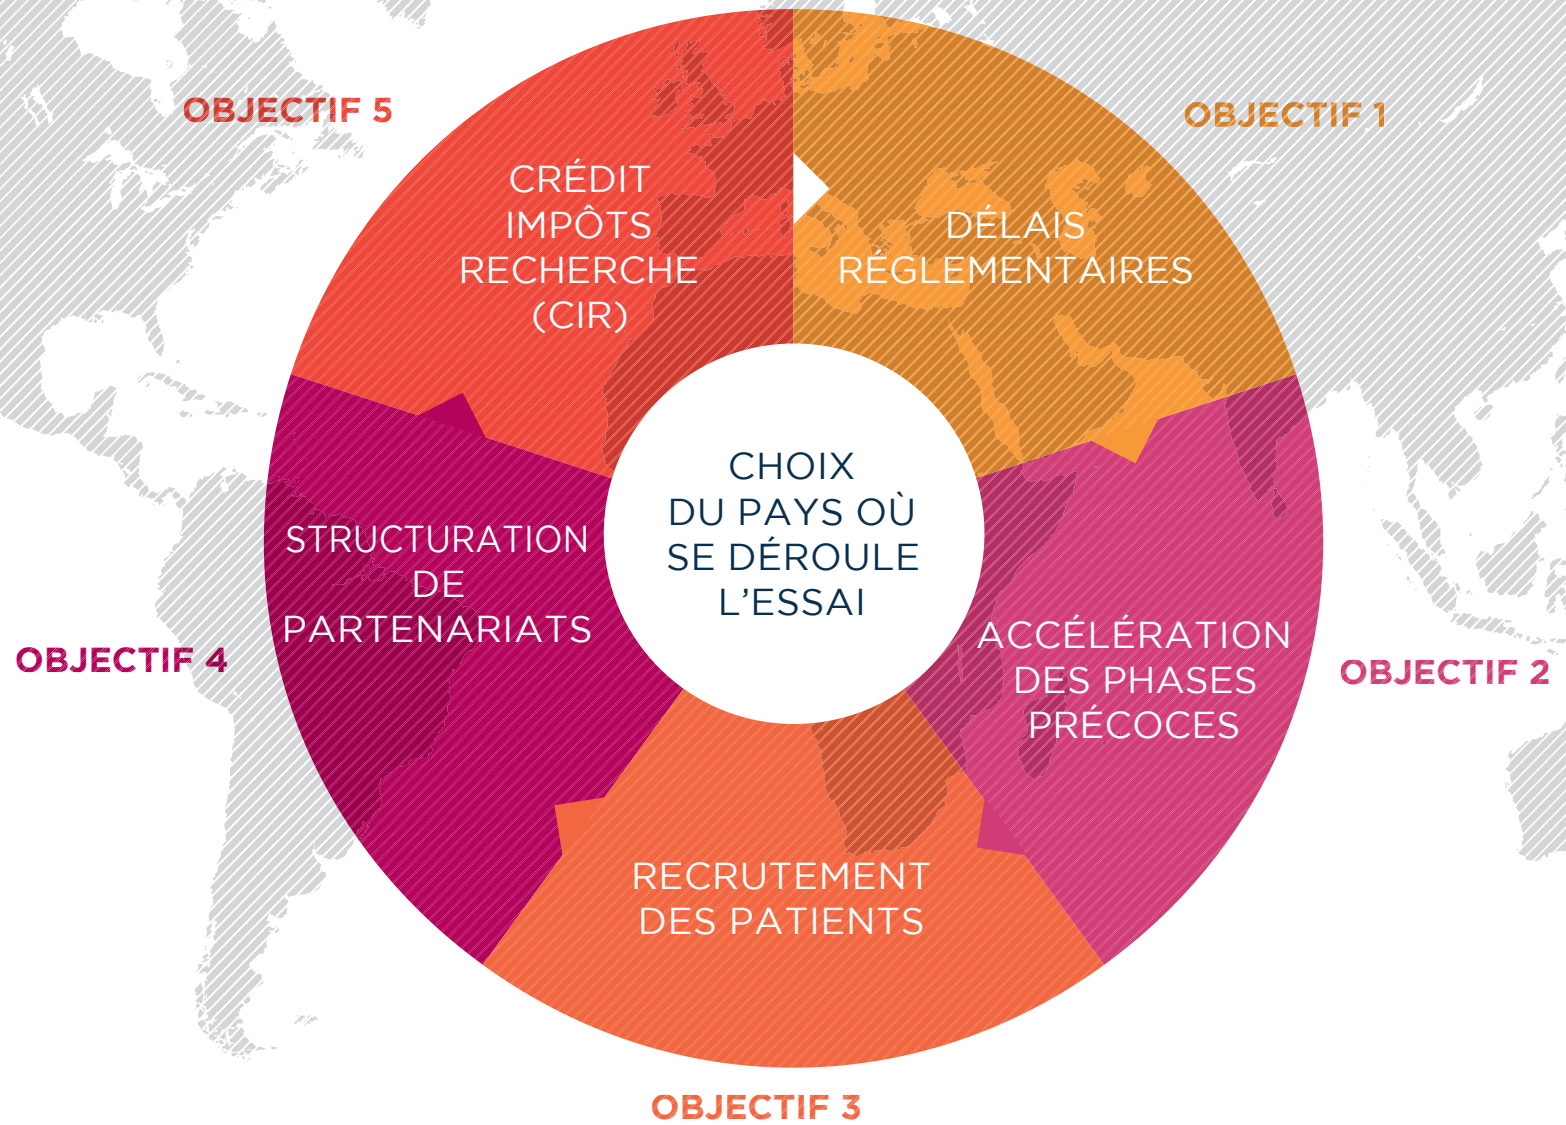 CHOIX
DU PAYS OÙ
SE DÉROULE
L'ESSAI
OBJECTIF 1
DÉLAIS
RÉGLEMENTAIRES
OBJECTIF 2
ACCÉLÉRATION
DES PHASES
PRÉCOCES
OBJECTIF 3
RECRUTEMENT
DES PATIENTS
OBJECTIF 4
STRUCTURATION
DE
PARTENARIATS
OBJECTIF 5
CRÉDIT
IMPÔTS
RECHERCHE
(CIR)